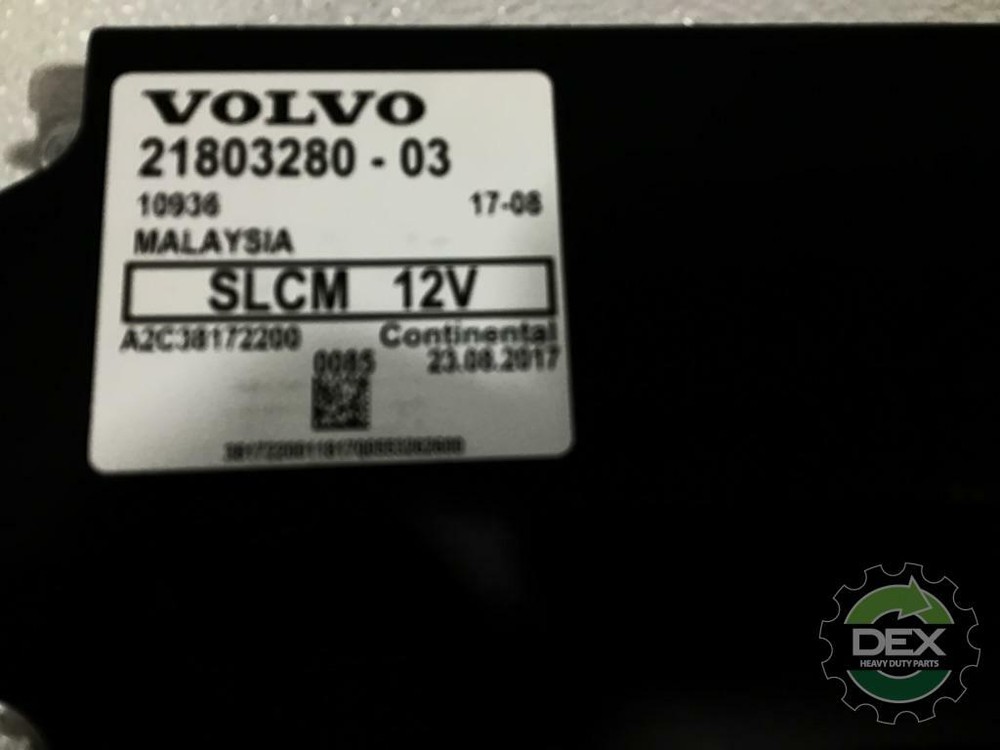 VOLVO
21803280 - 03
10936 17-08
MALAYSIA
SLCM 12V
A2C38172200 Continental
0085 23.08.2017
DEX
HEAVY DUTY PARTS